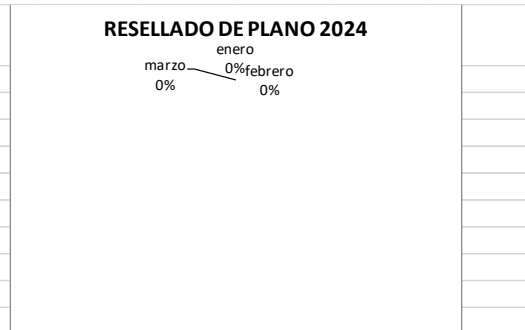 RESELLADO DE PLANO 2024
enero
0%
febrero
0%
marzo
0%